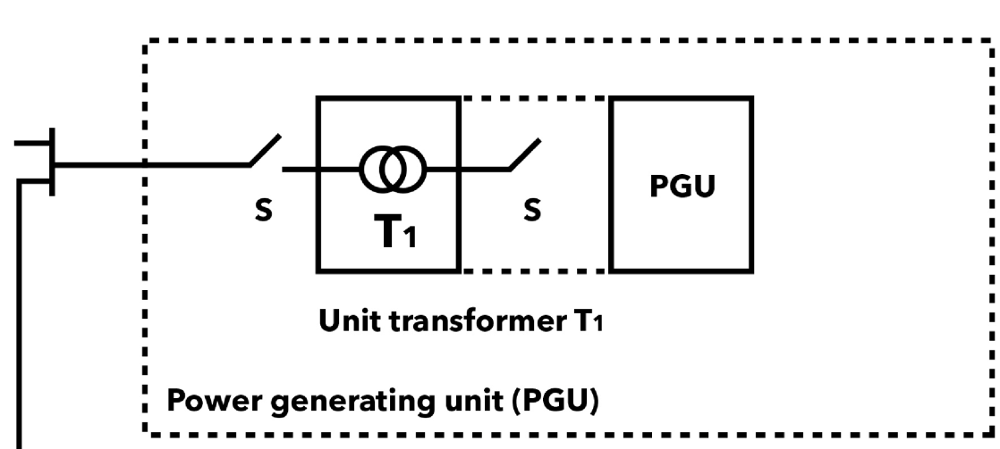 S
T1
S
PGU
Unit transformer T1
Power generating unit (PGU)